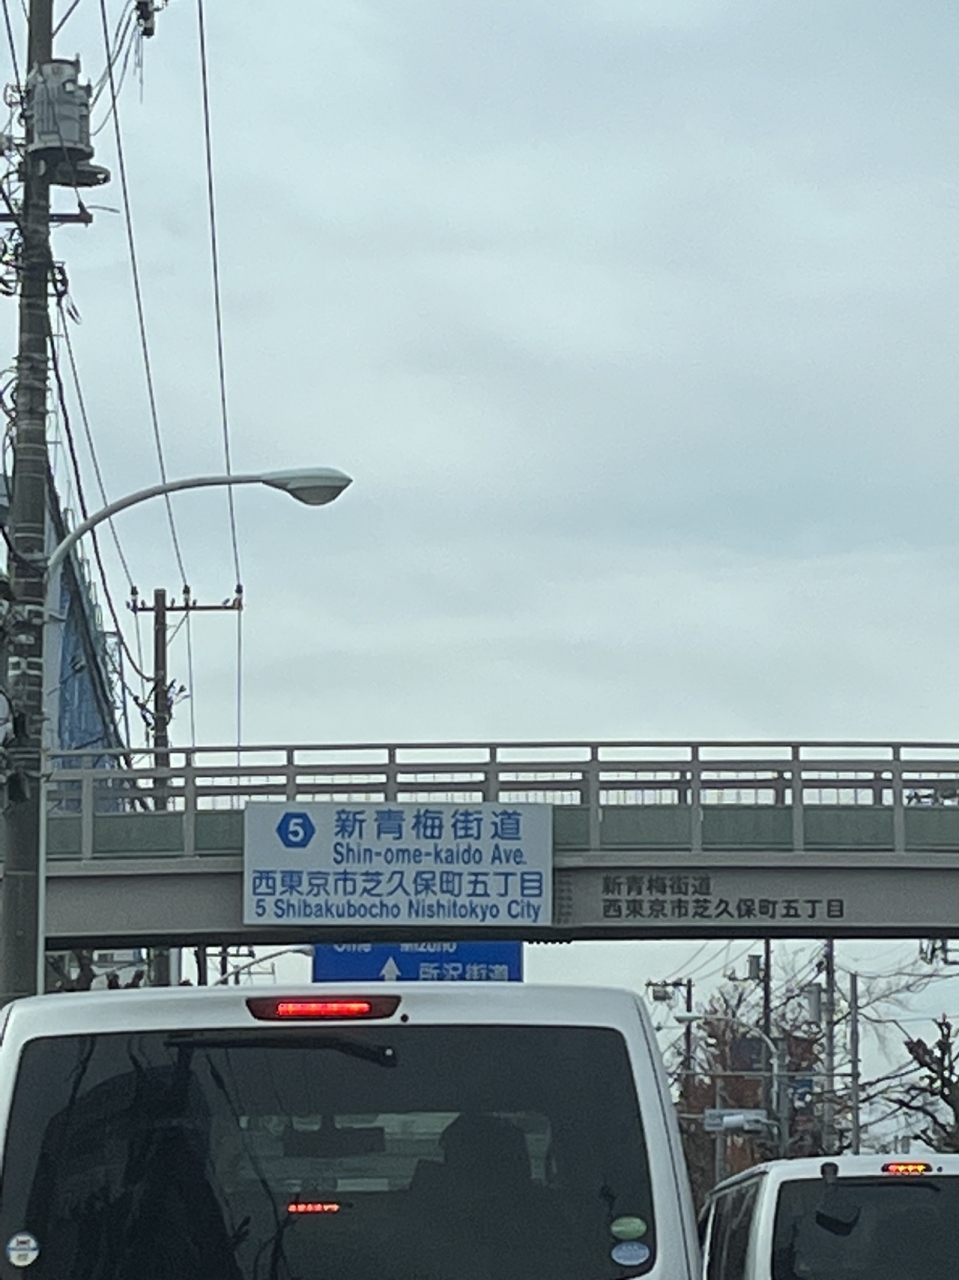 5 新青梅街道
Shin-ome-kaido Ave.
西東京市芝久保町五丁目
5 Shibakubocho Nishitokyo City
新青梅街道
西東京市芝久保町五丁目
Ome Mizuho
所沢街道